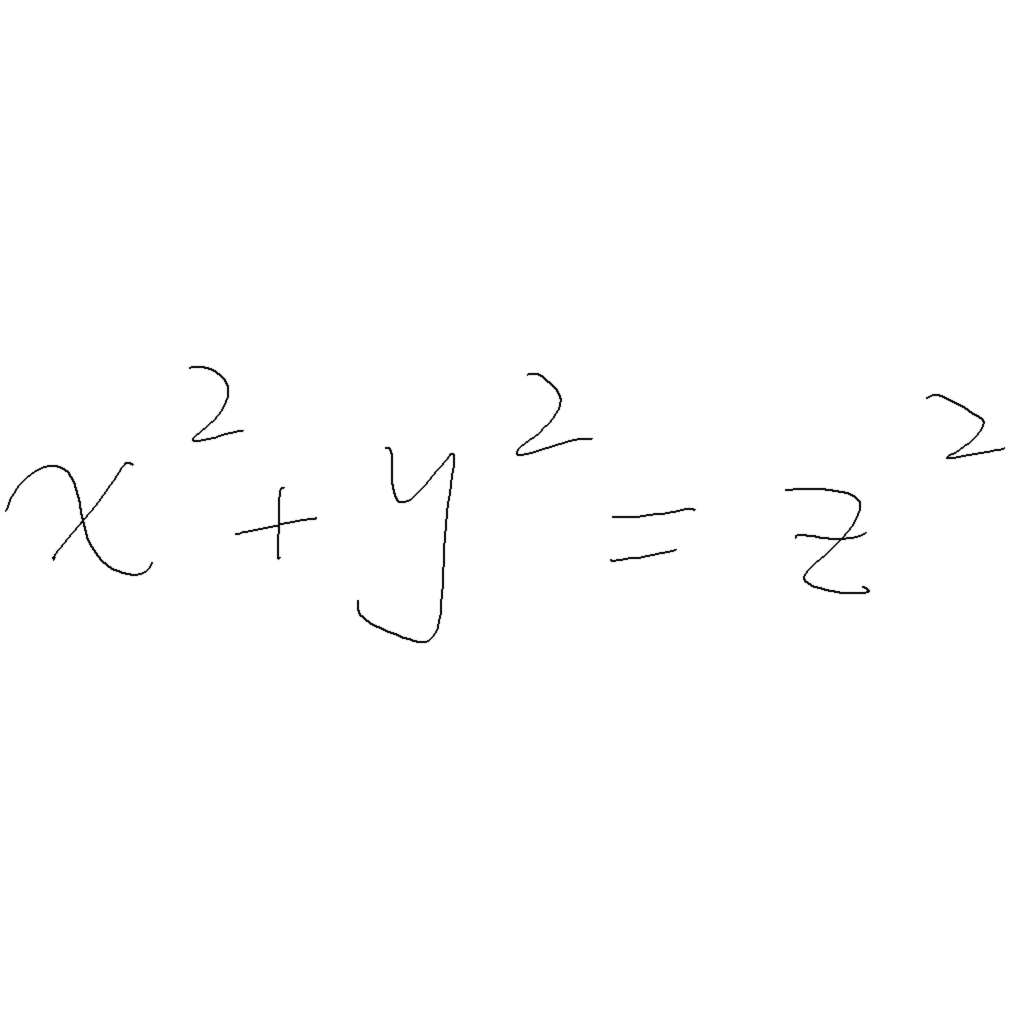 x² + y² = z²